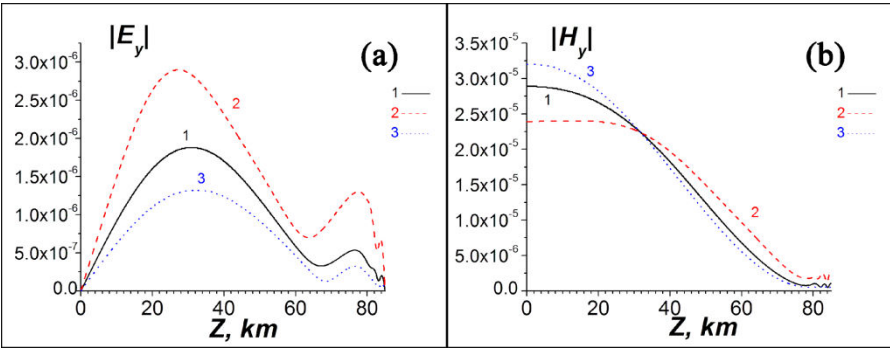 |E_y|
(a)
3.0x10⁻⁶
2.5x10⁻⁶
2.0x10⁻⁶
1.5x10⁻⁶
1.0x10⁻⁶
5.0x10⁻⁷
0.0
0 20 40 60 80
Z, km
1
2
3
1
2
3
|H_y|
(b)
3.5x10⁻⁵
3.0x10⁻⁵
2.5x10⁻⁵
2.0x10⁻⁵
1.5x10⁻⁵
1.0x10⁻⁵
5.0x10⁻⁶
0.0
0 20 40 60 80
Z, km
3
1
2
1
2
3